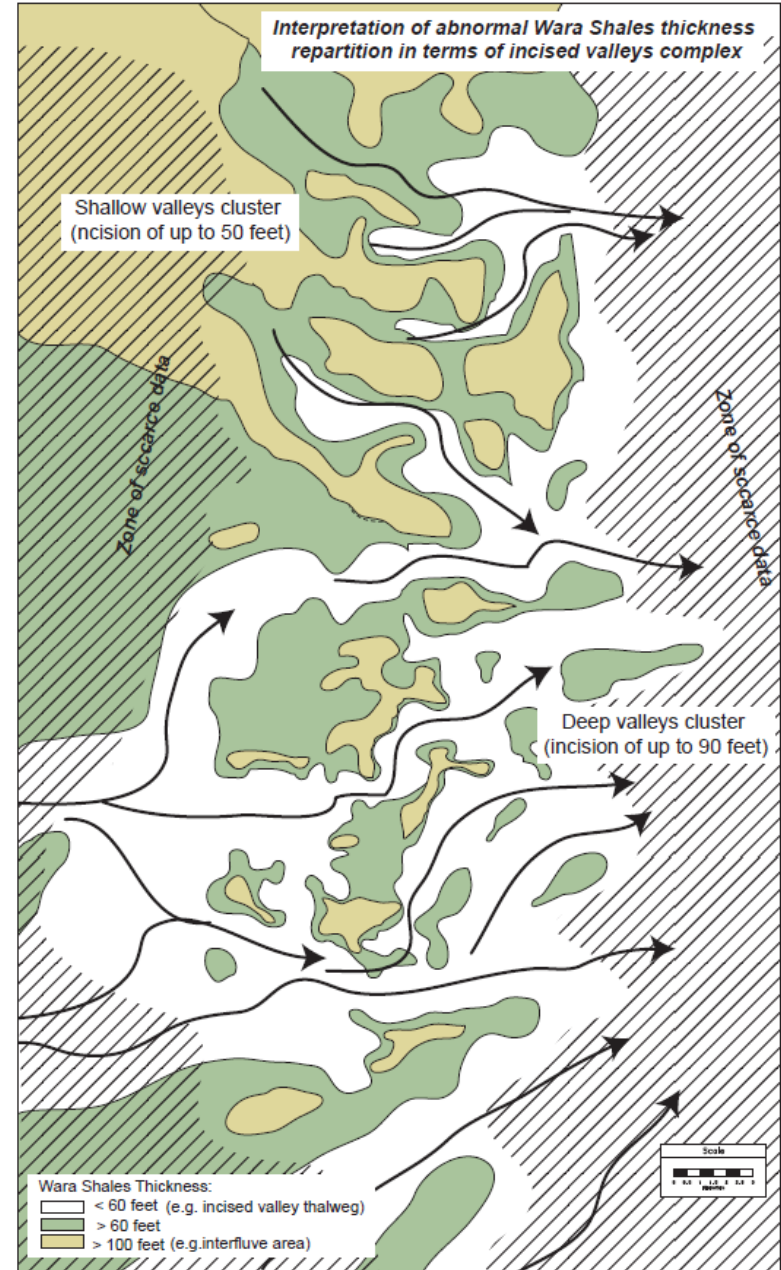 Interpretation of abnormal Wara Shales thickness
repartition in terms of incised valleys complex
Shallow valleys cluster
(ncision of up to 50 feet)
Zone of sccarce data
Zone of sccarce data
Deep valleys cluster
(incision of up to 90 feet)
Scale
Wara Shales Thickness:
< 60 feet (e.g. incised valley thalweg)
> 60 feet
> 100 feet (e.g.interfluve area)